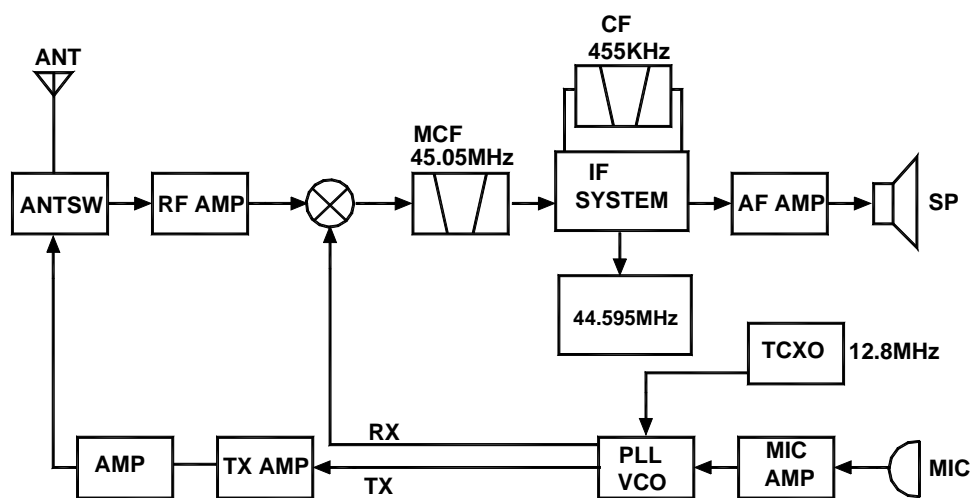 CF
455KHz
ANT
MCF
45.05MHz
ANTSW
RF AMP
IF
SYSTEM
AF AMP
SP
44.595MHz
TCXO
12.8MHz
RX
TX
AMP
TX AMP
PLL
VCO
MIC
AMP
MIC